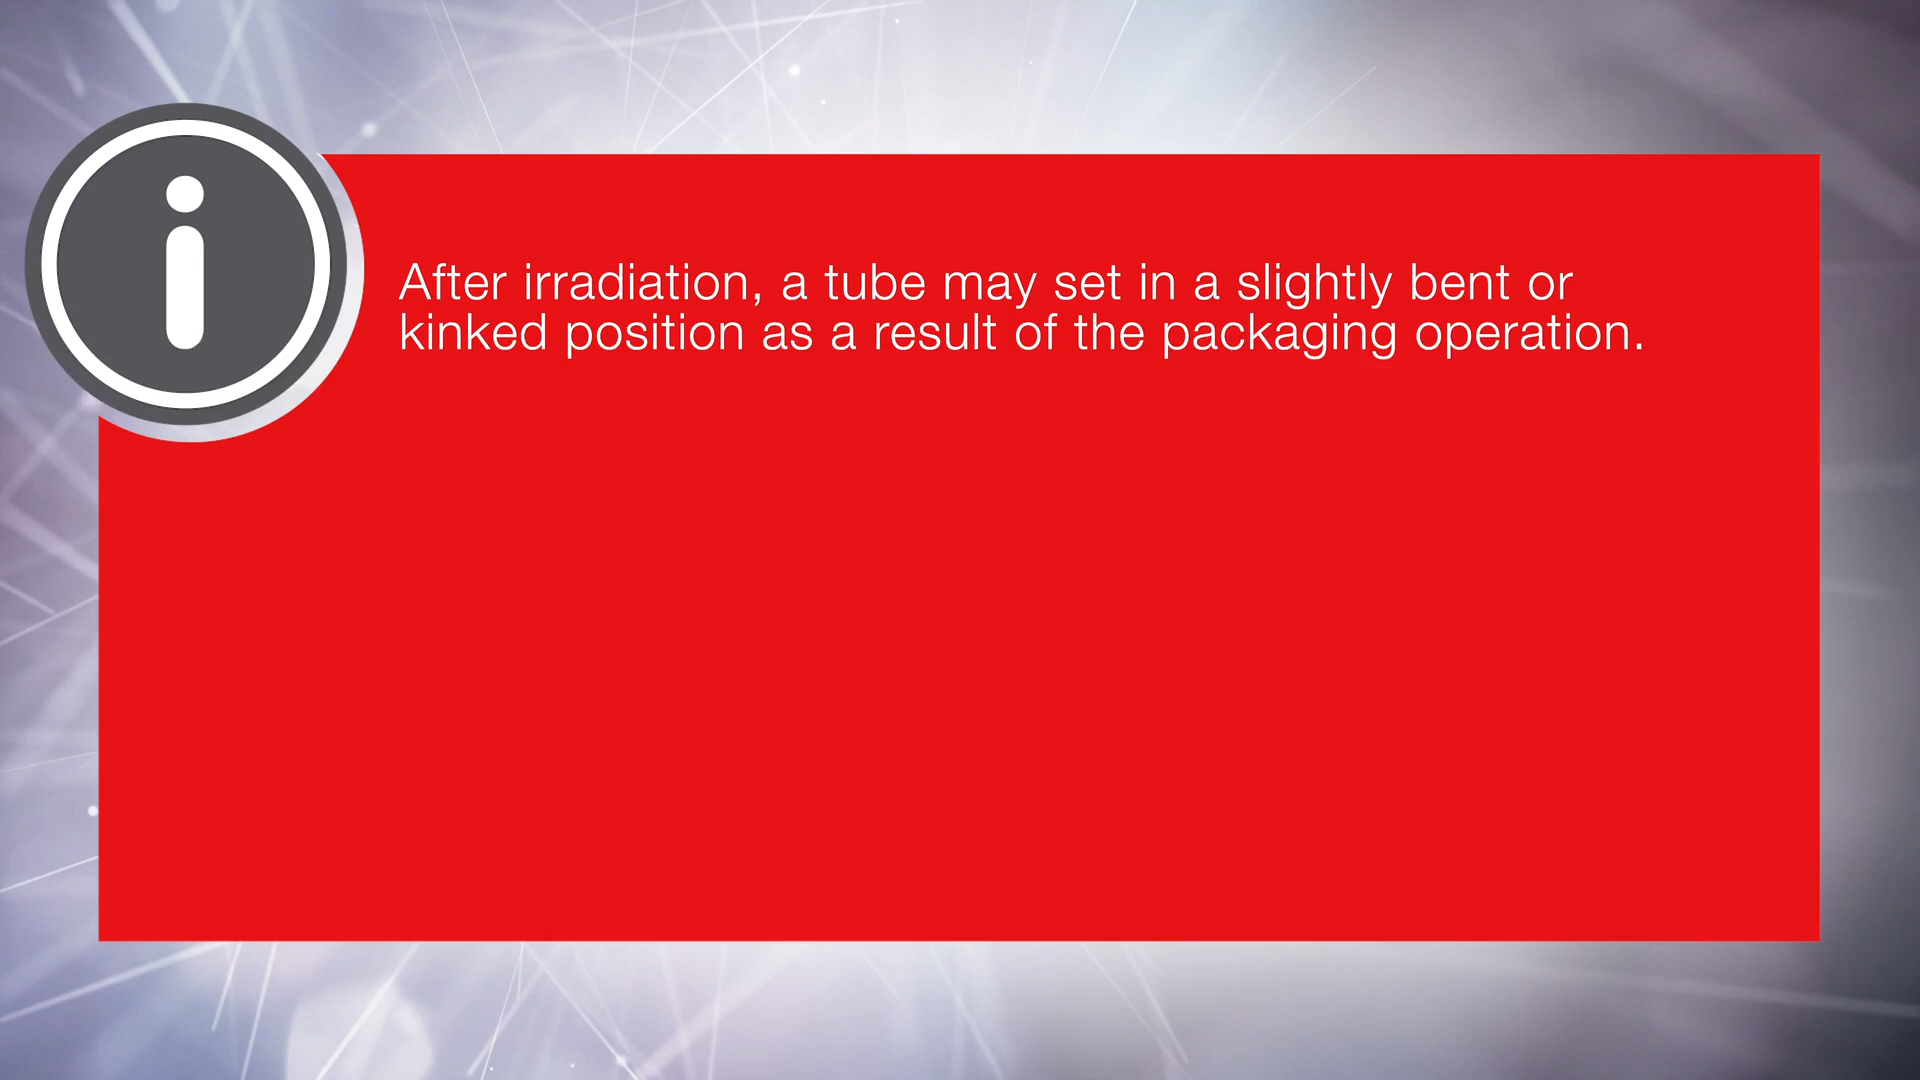 After irradiation, a tube may set in a slightly bent or
kinked position as a result of the packaging operation.